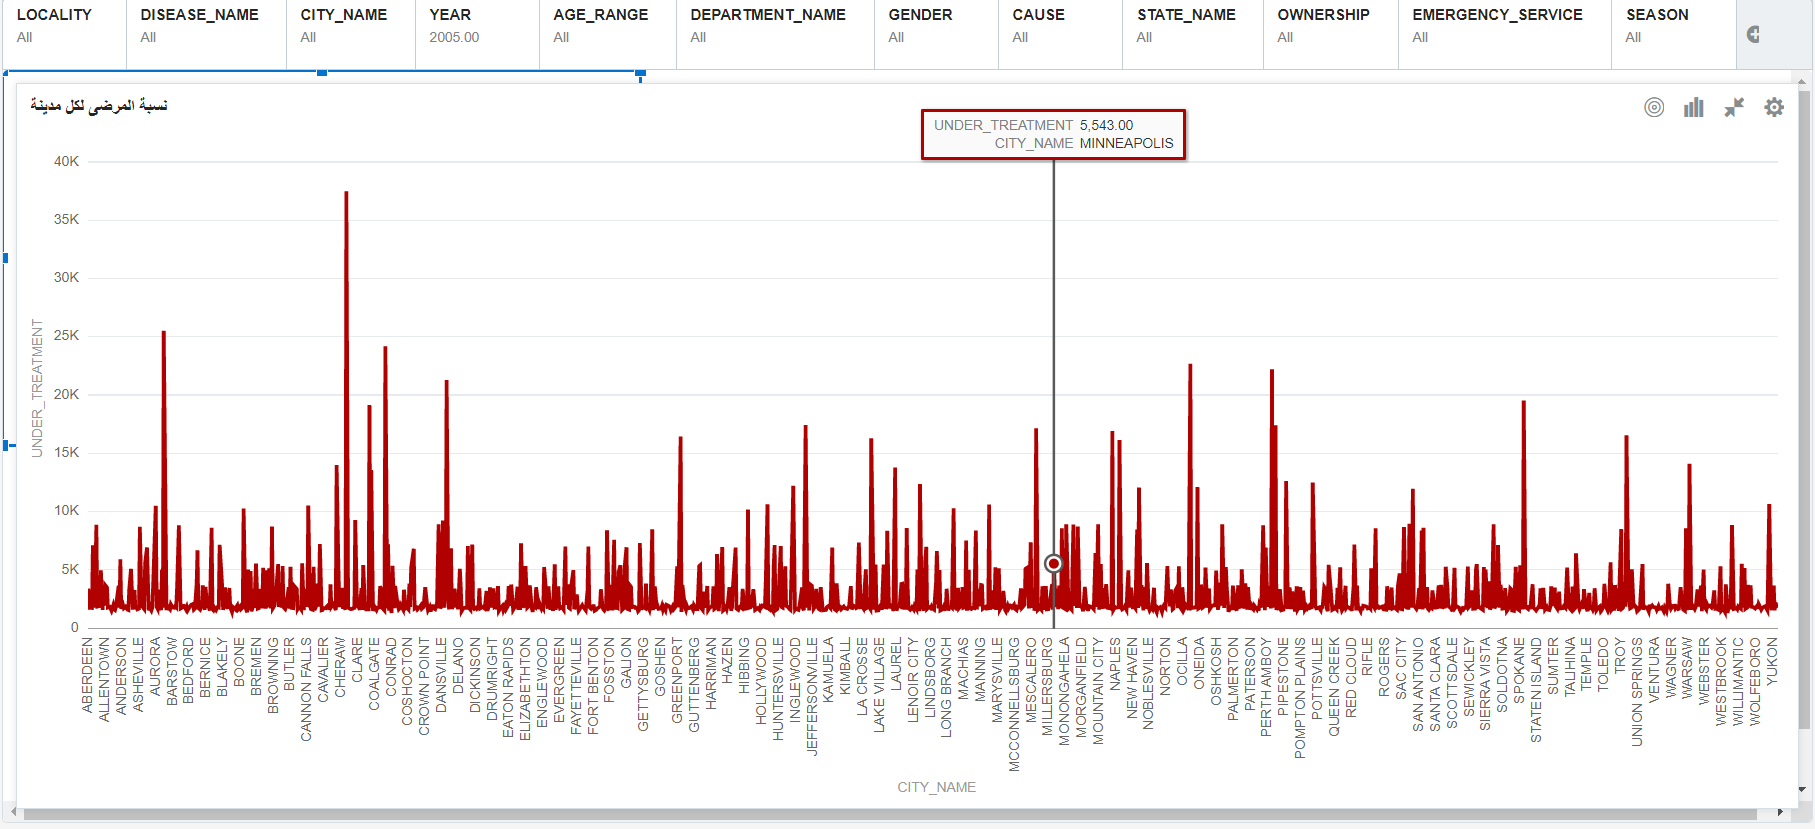 LOCALITY DISEASE_NAME CITY_NAME YEAR AGE_RANGE DEPARTMENT_NAME GENDER CAUSE STATE_NAME OWNERSHIP EMERGENCY_SERVICE SEASON
All All All 2005.00 All All All All All All All All
نسبة المرضى لكل مدينة
UNDER_TREATMENT 5,543.00
CITY_NAME MINNEAPOLIS
40K
35K
30K
25K
20K
15K
10K
5K
0
UNDER_TREATMENT
ABERDEEN
ALLENTOWN
ANDERSON
ASHEVILLE
AURORA
BARSTOW
BEDFORD
BERNICE
BLAKELY
BOONE
BREMEN
BROWNING
BUTLER
CANNON FALLS
CAVALIER
CHERAW
CLARE
COALGATE
CONRAD
COSHOCTON
CROWN POINT
DANSVILLE
DELANO
DICKINSON
DRUMRIGHT
EATON RAPIDS
ELIZABETHTON
ENGLEWOOD
EVERGREEN
FAYETTEVILLE
FORT BENTON
FOSTON
GALION
GETTYSBURG
GOSHEN
GREENPORT
GUTTENBERG
HARRIMAN
HAZEN
HIBBING
HOLLYWOOD
HUNTERSVILLE
INGLEWOOD
JEFFERSONVILLE
KAMUELA
KIMBALL
LA CROSSE
LAKE VILLAGE
LAUREL
LENOIR CITY
LINDSBORG
LONG BRANCH
MACHIAS
MANNING
MARYSVILLE
MCCONNELLSBURG
MESCALERO
MILLERSBURG
MONONGAHELA
MORGANFIELD
MOUNTAIN CITY
NAPLES
NEW HAVEN
NOBLESVILLE
NORTON
OCILLA
ONEIDA
OSHKOSH
PALMERTON
PATERSON
PERTH AMBOY
PIPESTONE
POMPTON PLAINS
POTTSVILLE
QUEEN CREEK
RED CLOUD
RIFLE
ROGERS
SAC CITY
SAN ANTONIO
SANTA CLARA
SCOTTSDALE
SEWICKLEY
SIERRA VISTA
SOLDOTNA
SPOKANE
STATEN ISLAND
SUMTER
TALIHINA
TEMPLE
TOLEDO
TROY
UNION SPRINGS
VENTURA
WAGNER
WARSAW
WEBSTER
WESTBROOK
WILLIMANTIC
WOLFEBORO
YUKON
CITY_NAME